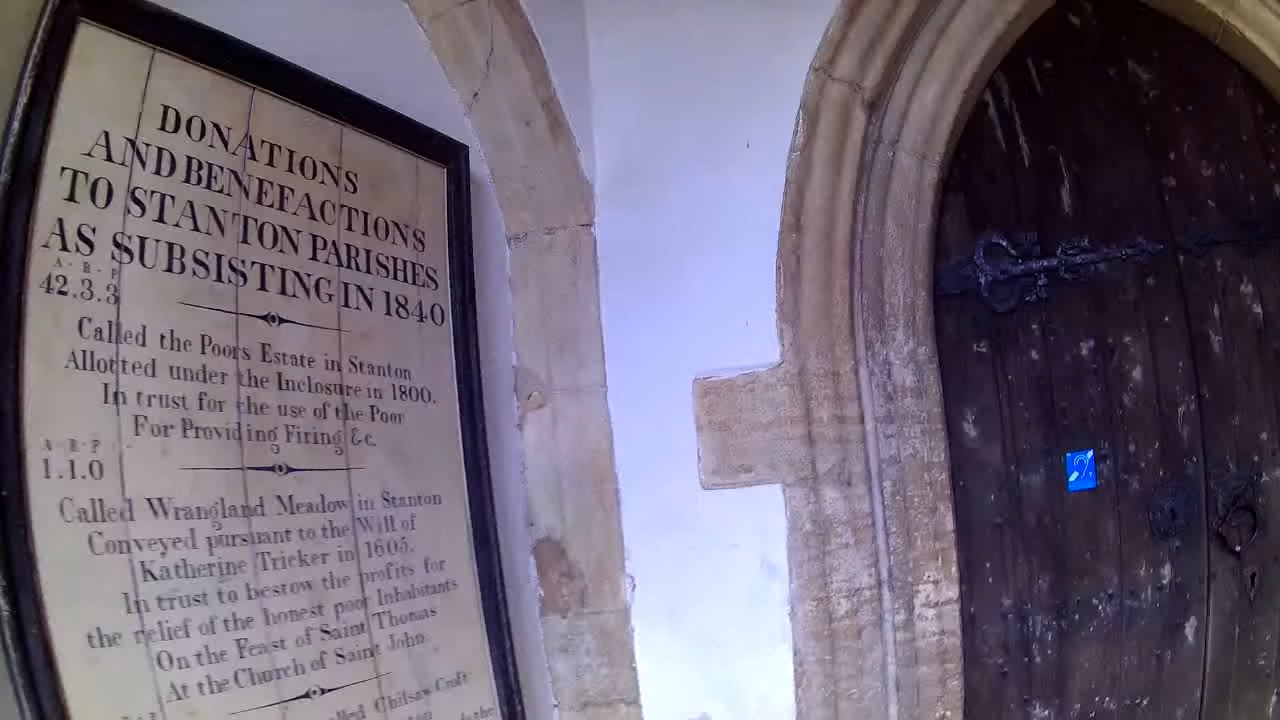 DONATIONS
AND BENEFACTIONS
TO STANTON PARISHES
AS SUBSISTING IN 1840
A · R · P
42.3.3
Called the Poors Estate in Stanton
Allotted under the Inclosure in 1800.
In trust for the use of the Poor
For Providing Firing &c.
A · R · P
1.1.0
Called Wrangland Meadow in Stanton
Conveyed pursuant to the Will of
Katherine Tricker in 1605.
In trust to bestow the profits for
the relief of the honest poor Inhabitants
On the Feast of Saint Thomas
At the Church of Saint John.
Chilsaw Croft
the
T